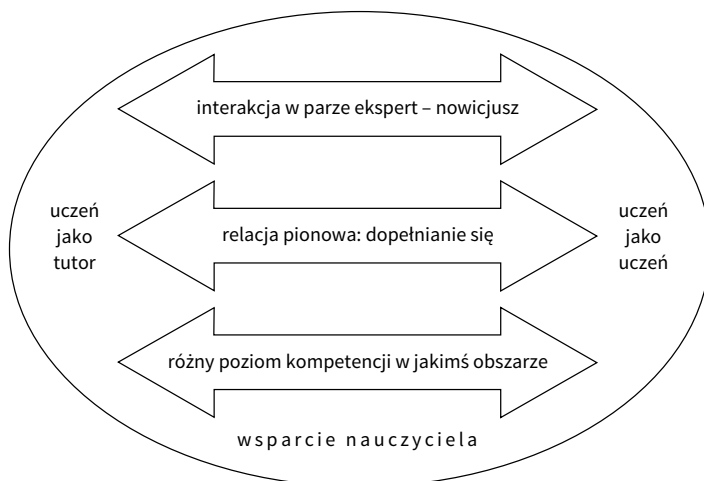 interakcja w parze ekspert – nowicjusz
uczeń
jako
tutor
relacja pionowa: dopełnianie się
uczeń
jako
uczeń
różny poziom kompetencji w jakimś obszarze
wsparcie nauczyciela